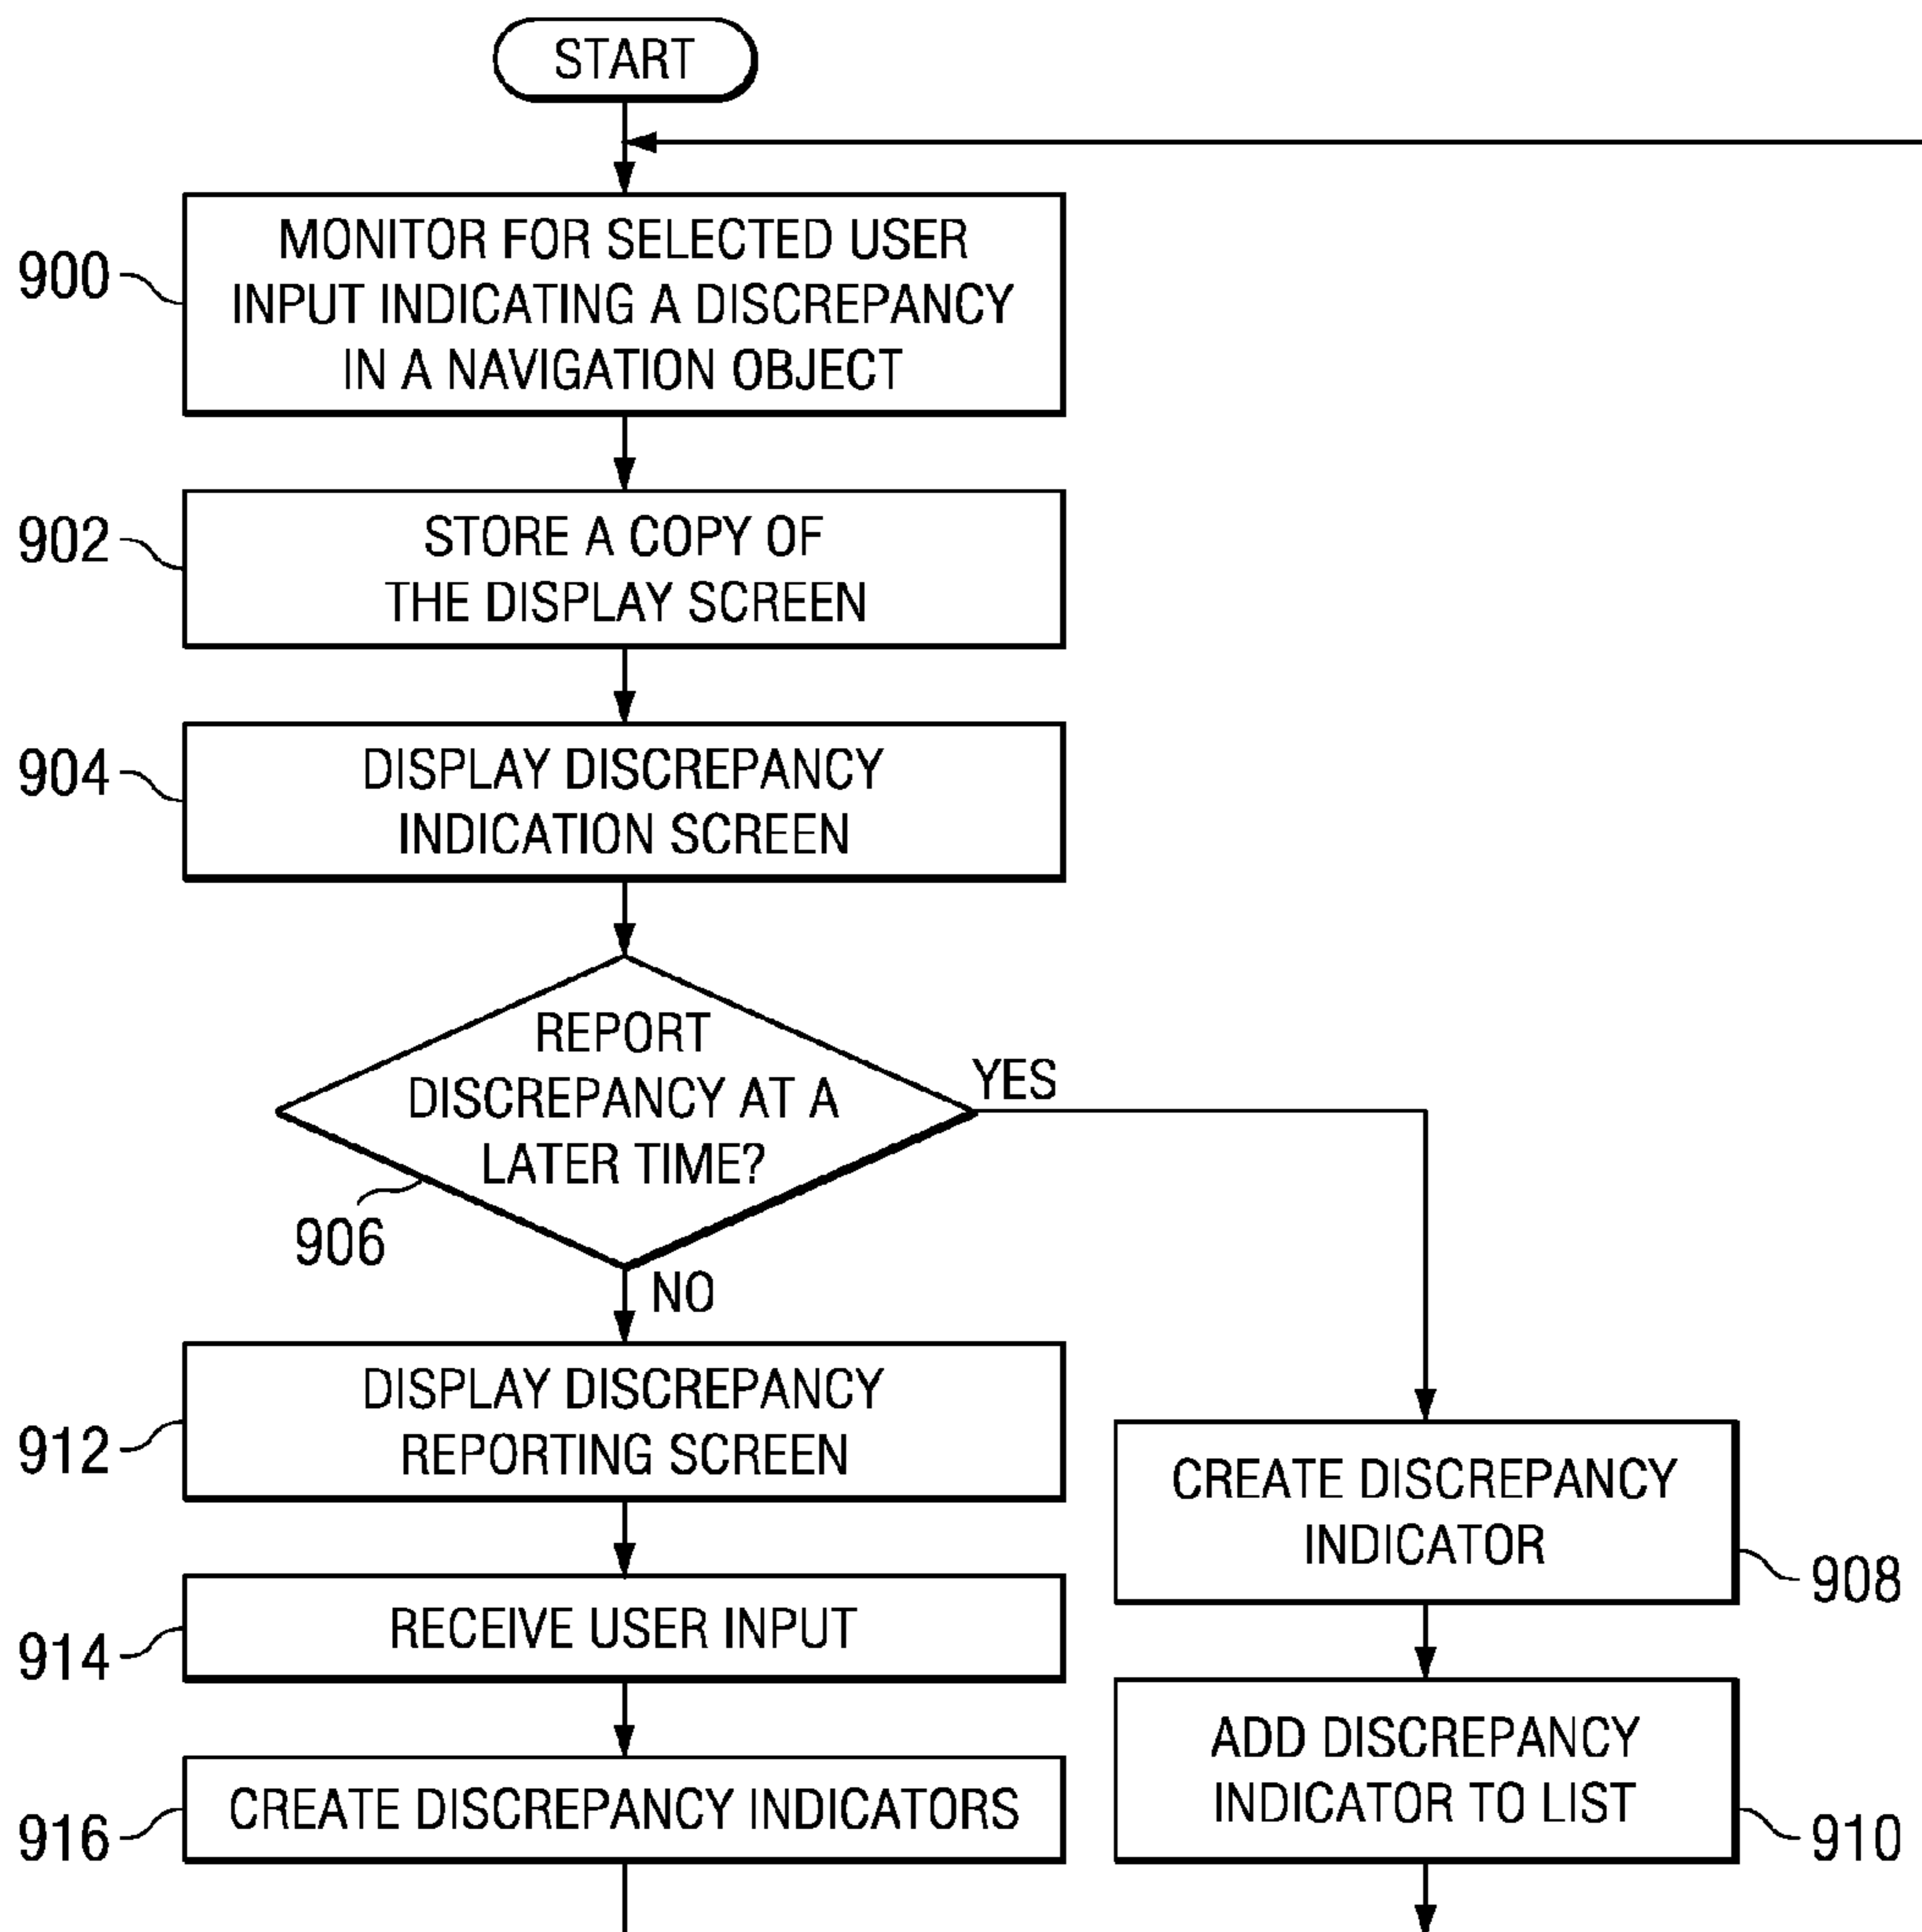 START
900
MONITOR FOR SELECTED USER
INPUT INDICATING A DISCREPANCY
IN A NAVIGATION OBJECT
902
STORE A COPY OF
THE DISPLAY SCREEN
904
DISPLAY DISCREPANCY
INDICATION SCREEN
REPORT
DISCREPANCY AT A
LATER TIME?
906
YES
NO
912
DISPLAY DISCREPANCY
REPORTING SCREEN
914
RECEIVE USER INPUT
916
CREATE DISCREPANCY INDICATORS
CREATE DISCREPANCY
INDICATOR
908
ADD DISCREPANCY
INDICATOR TO LIST
910